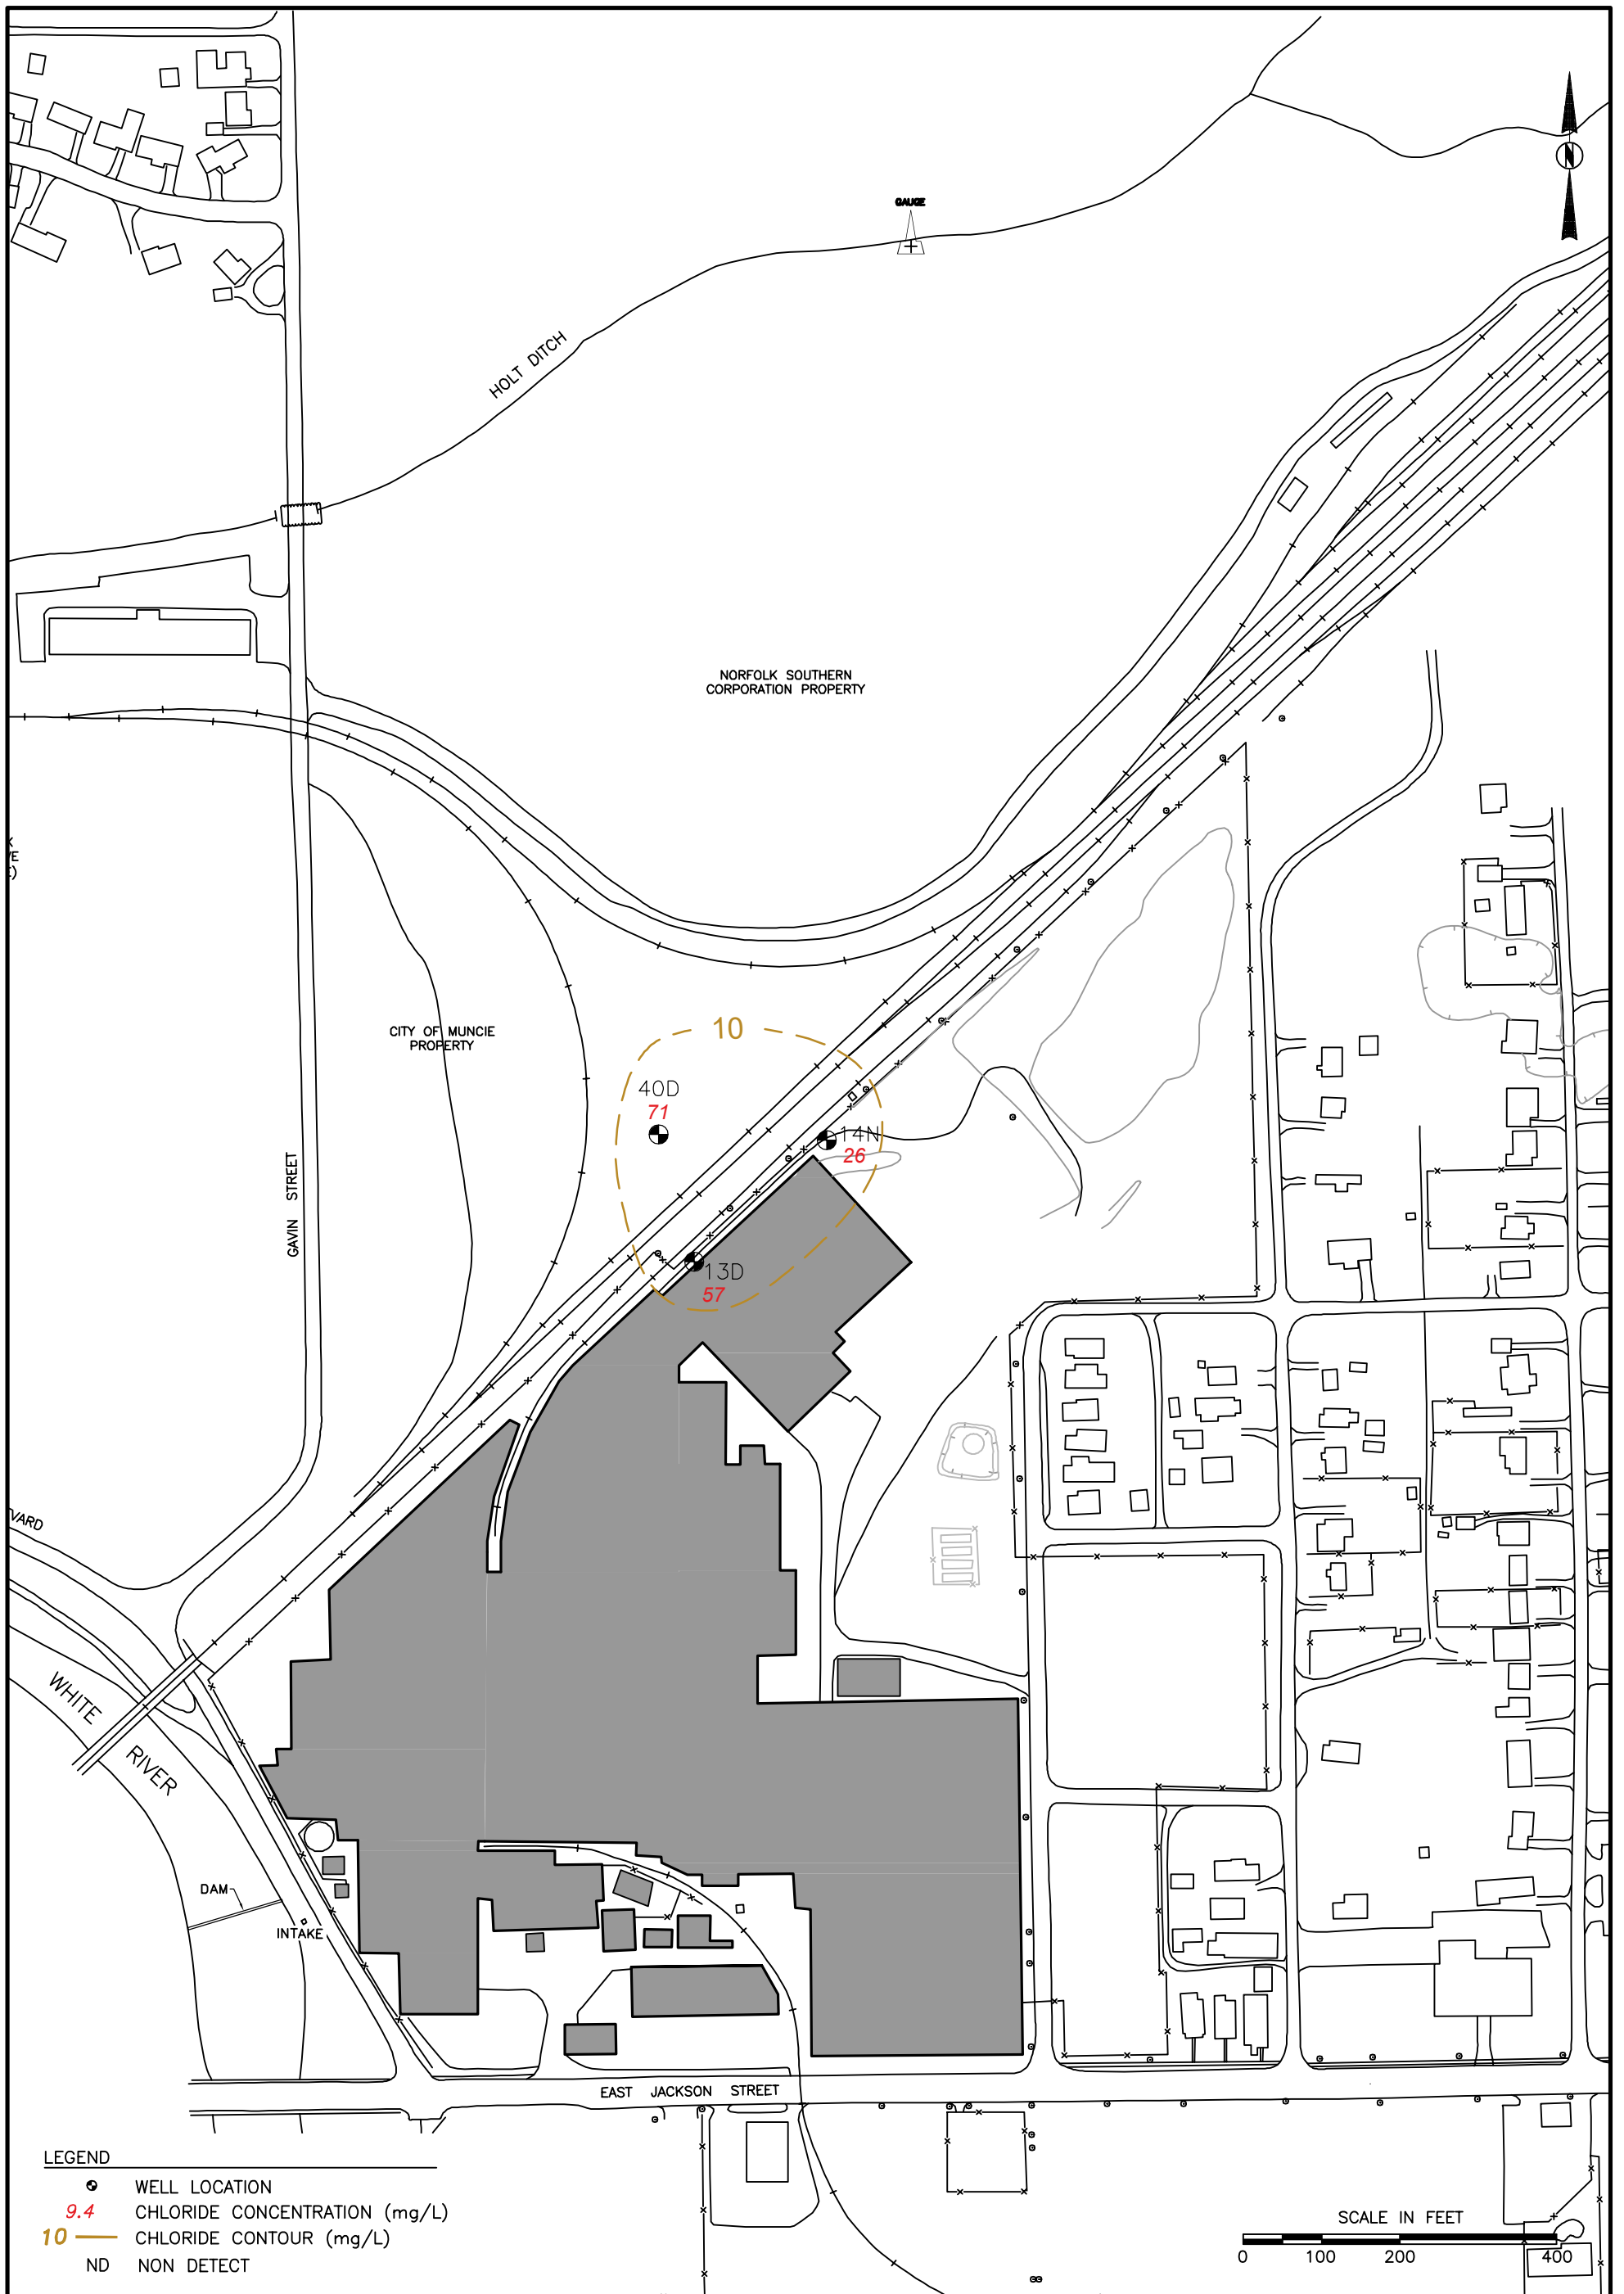 GAUGE
N
HOLT DITCH
NORFOLK SOUTHERN
CORPORATION PROPERTY
CITY OF MUNCIE
PROPERTY
10
40D
71
14N
26
13D
57
GAVIN STREET
WHITE
RIVER
DAM
INTAKE
EAST JACKSON STREET
LEGEND
WELL LOCATION
9.4 CHLORIDE CONCENTRATION (mg/L)
10 CHLORIDE CONTOUR (mg/L)
ND NON DETECT
SCALE IN FEET
0 100 200 400